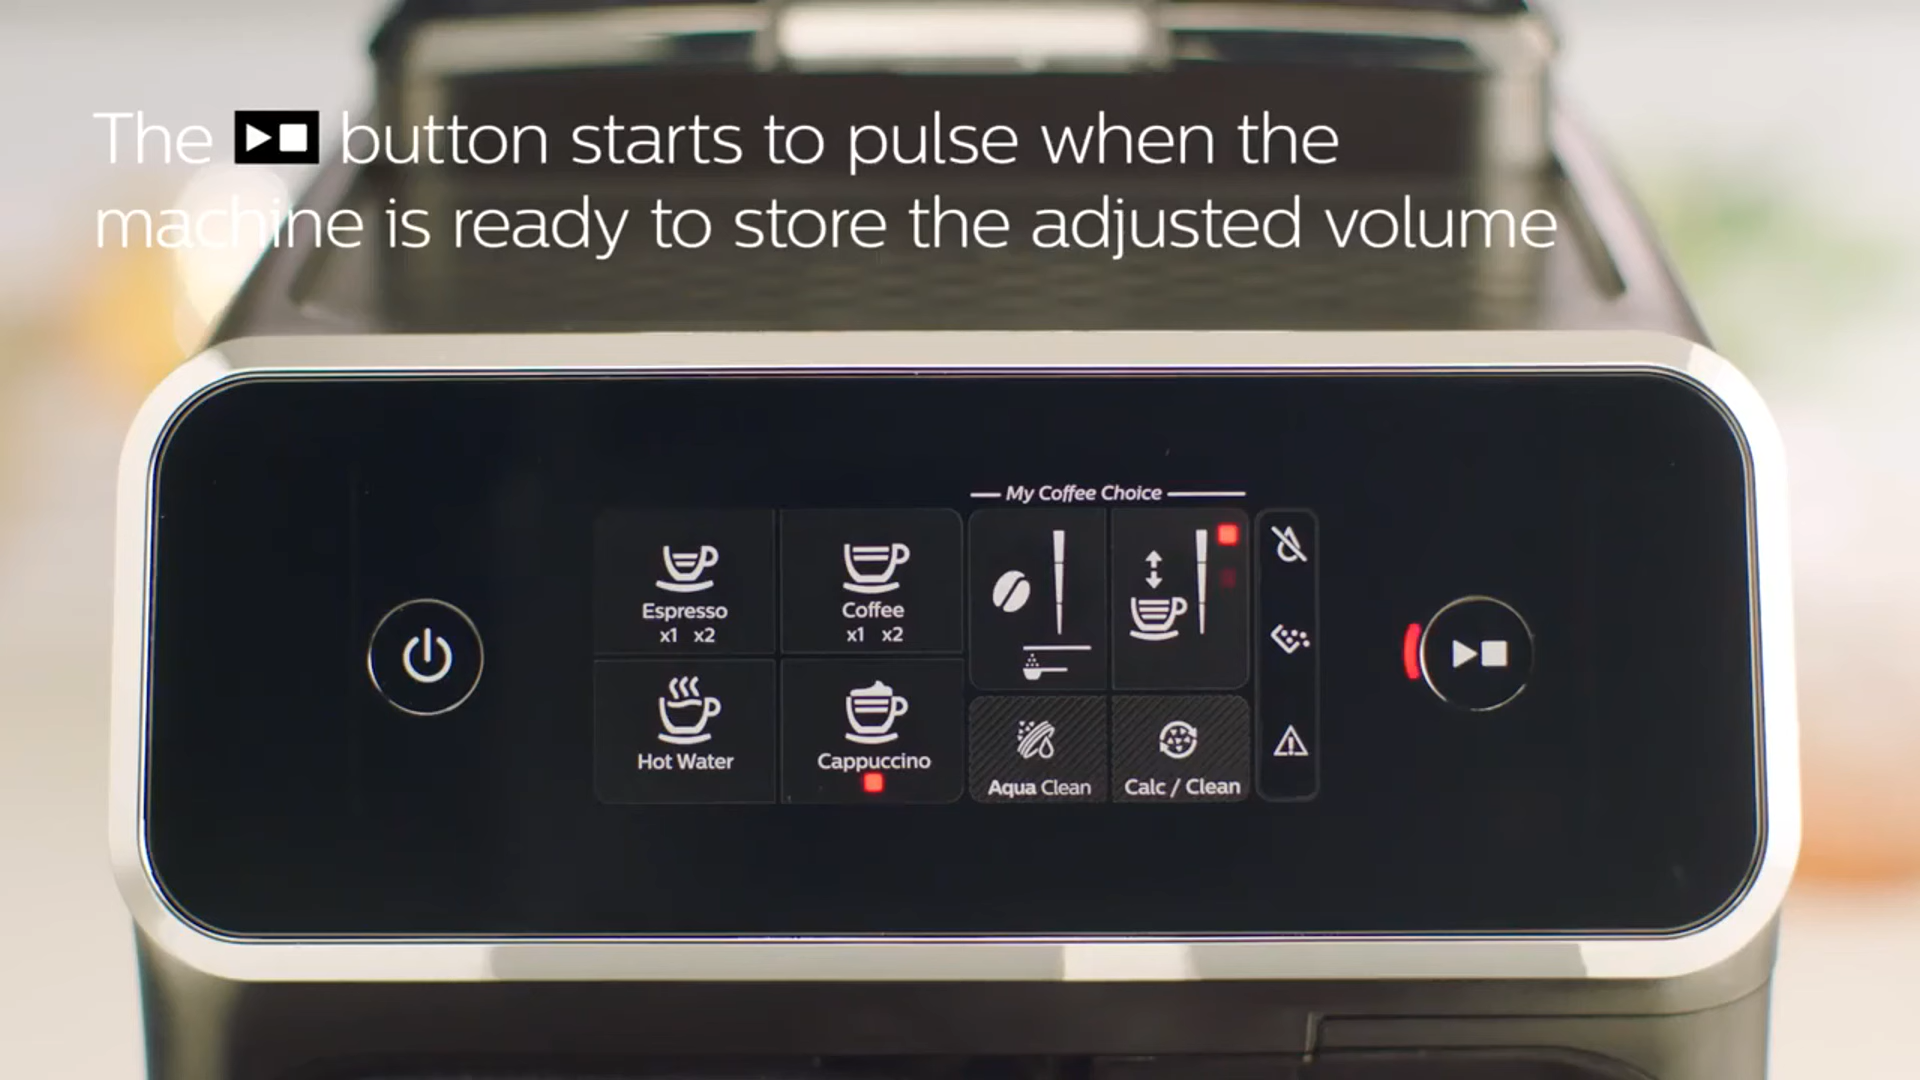 The button starts to pulse when the
machine is ready to store the adjusted volume
My Coffee Choice
Espresso
x1 x2
Coffee
x1 x2
Hot Water
Cappuccino
Aqua Clean
Calc / Clean